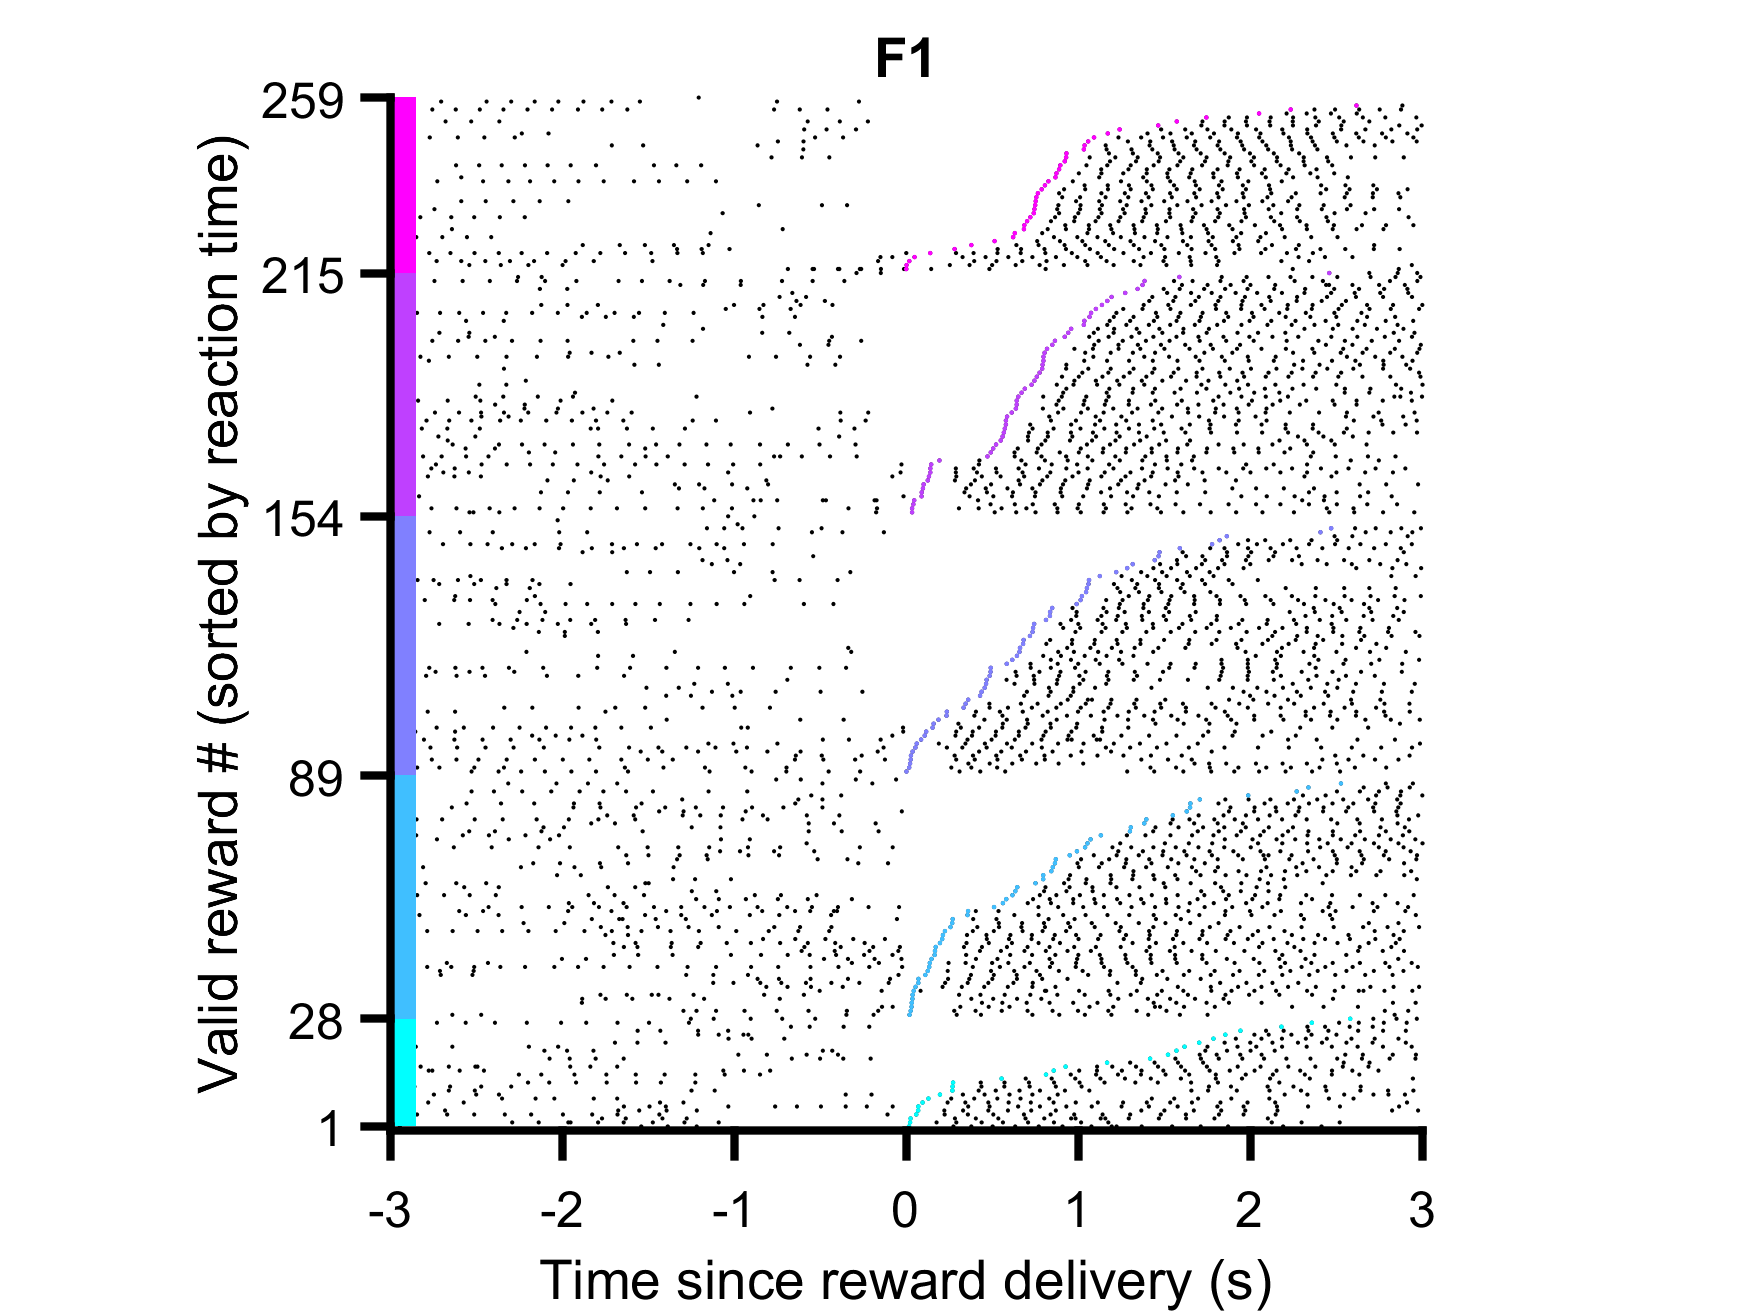 F1
Valid reward # (sorted by reaction time)
259
215
154
89
28
1
-3 -2 -1 0 1 2 3
Time since reward delivery (s)